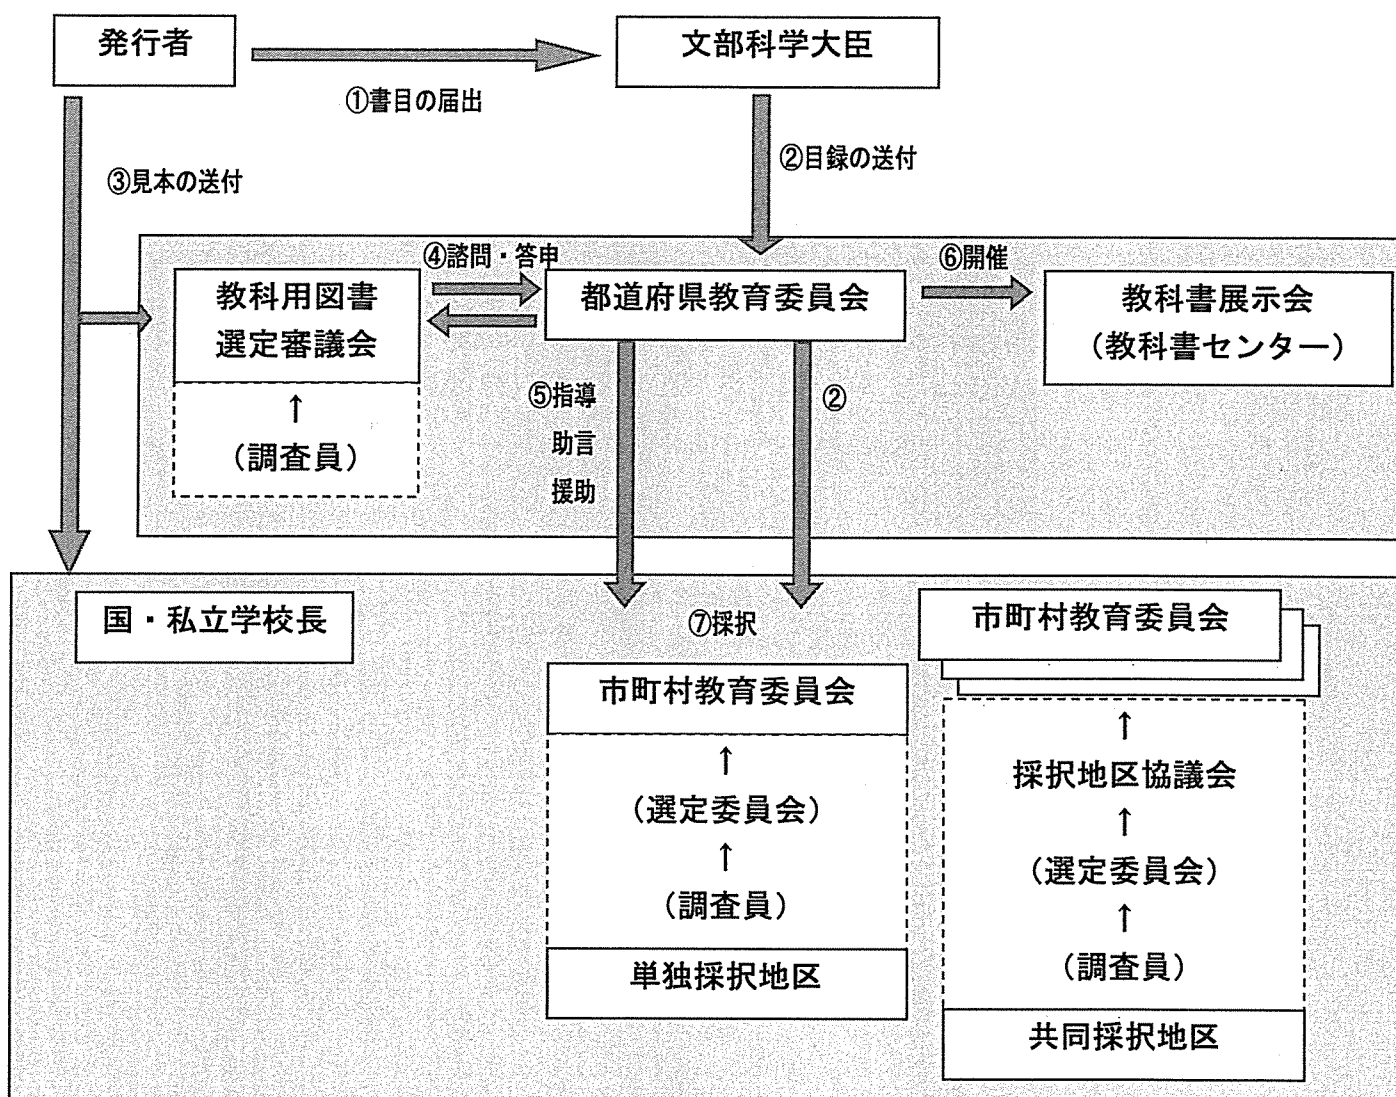 発行者
文部科学大臣
①書目の届出
②目録の送付
③見本の送付
④諮問・答申
⑥開催
教科用図書
選定審議会
↑
(調査員)
都道府県教育委員会
教科書展示会
(教科書センター)
⑤指導
助言
援助
②
国・私立学校長
⑦採択
市町村教育委員会
↑
(選定委員会)
↑
(調査員)
単独採択地区
市町村教育委員会
↑
採択地区協議会
↑
(選定委員会)
↑
(調査員)
共同採択地区